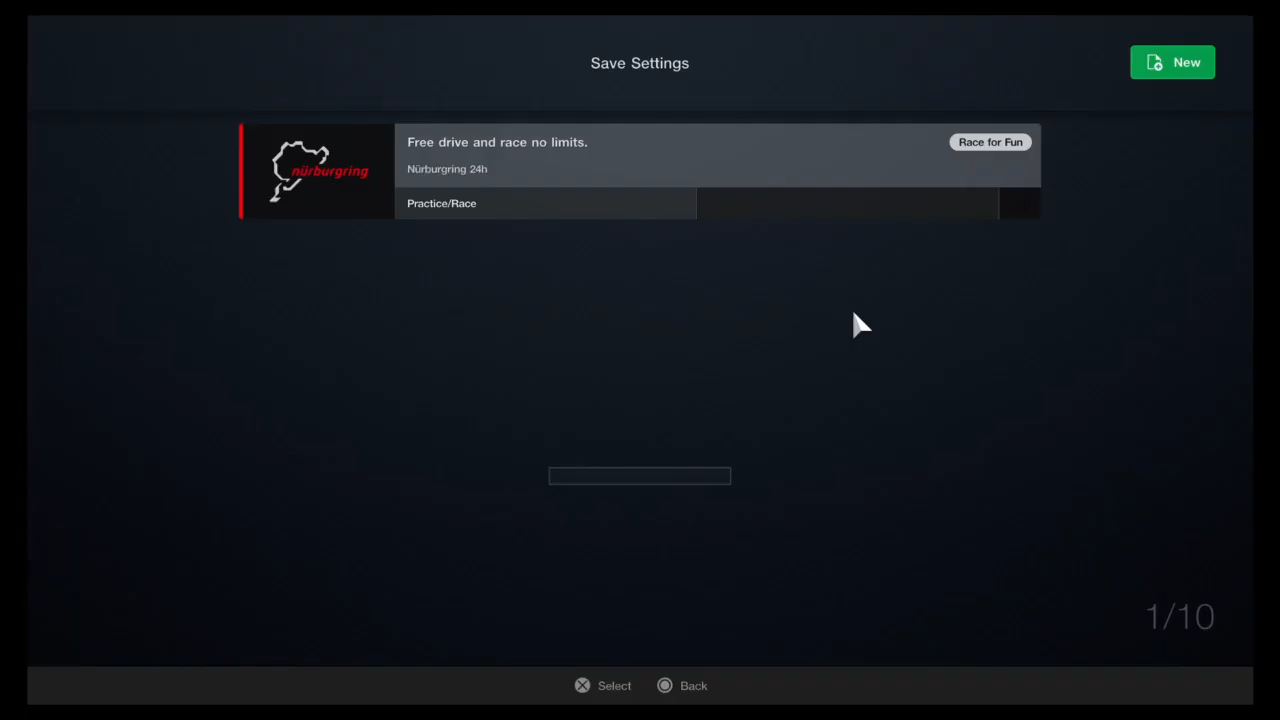 Save Settings
New
Free drive and race no limits.
Race for Fun
nürburgring
Nürburgring 24h
Practice/Race
1/10
Select
Back